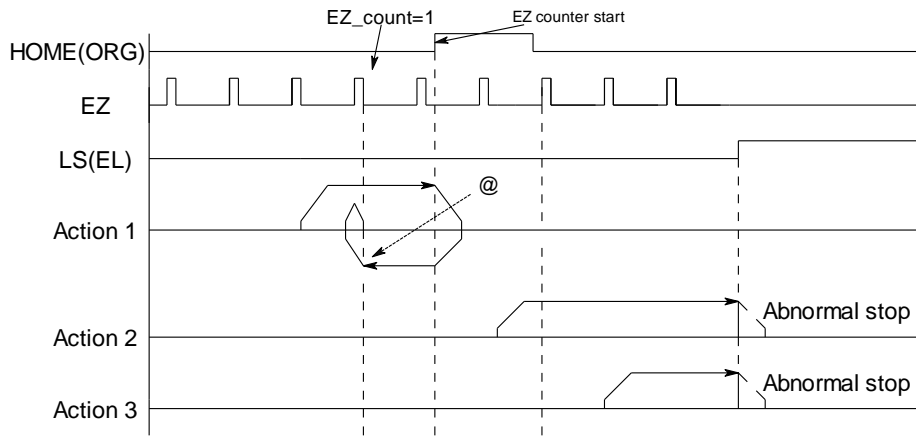 EZ_count=1
EZ counter start
HOME(ORG)
EZ
LS(EL)
@
Action 1
Abnormal stop
Action 2
Abnormal stop
Action 3